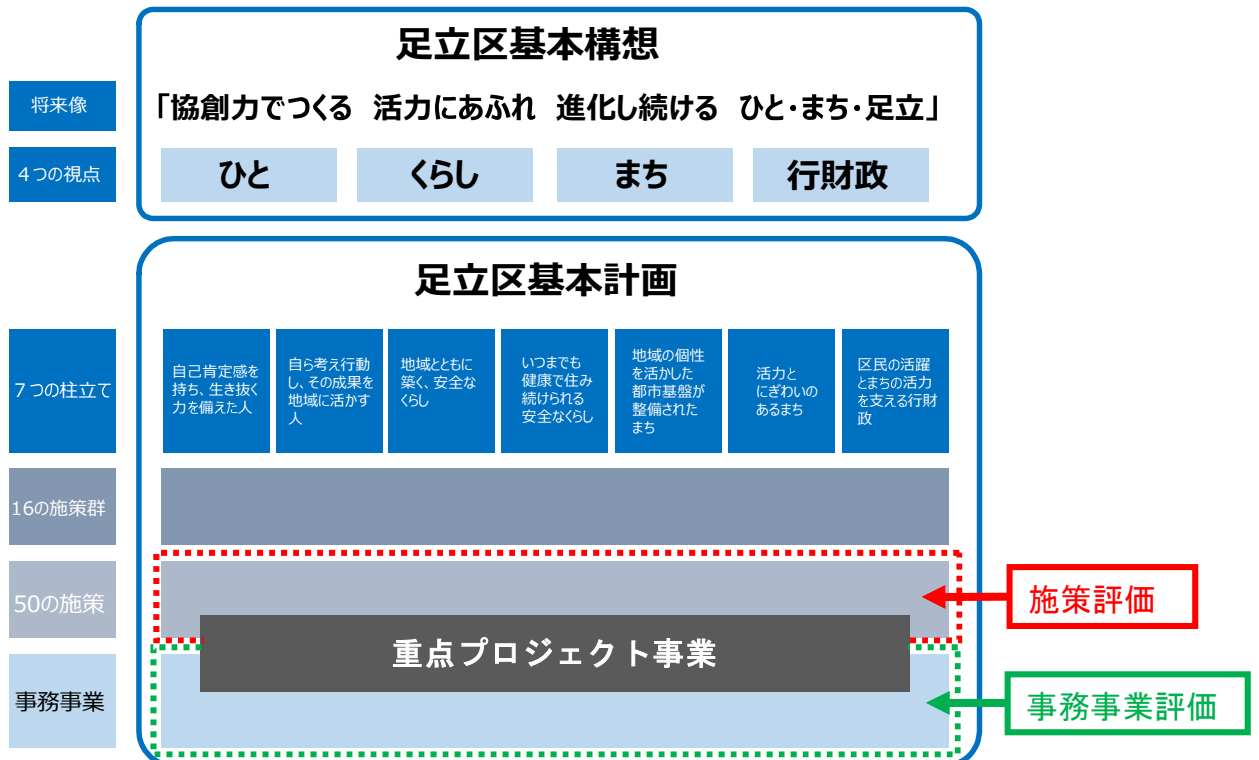 足立区基本構想
将来像
「協創力でつくる 活力にあふれ 進化し続ける ひと・まち・足立」
4つの視点
ひと
くらし
まち
行財政
足立区基本計画
7つの柱立て
自己肯定感を
持ち、生き抜く
力を備えた人
自ら考え行動
し、その成果を
地域に活かす
人
地域とともに
築く、安全な
くらし
いつまでも
健康で住み
続けられる
安全なくらし
地域の個性
を活かした
都市基盤が
整備された
まち
活力と
にぎわいの
あるまち
区民の活躍
とまちの活力
を支える行財
政
16の施策群
50の施策
施策評価
重点プロジェクト事業
事務事業
事務事業評価